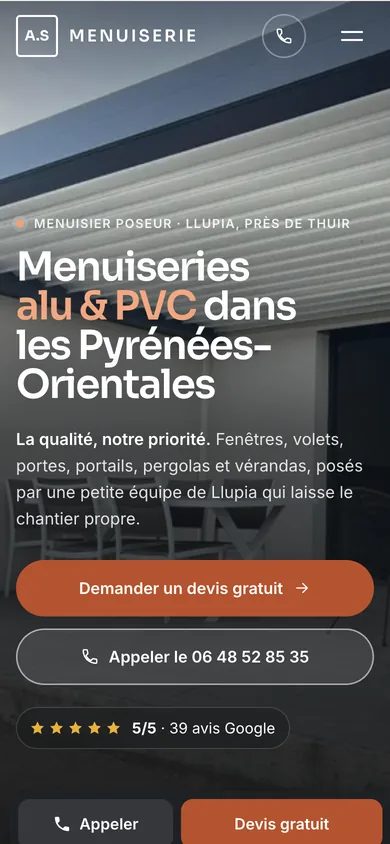 A.S MENUISERIE
MENUISIER POSEUR · LLUPIA, PRÈS DE THUIR
Menuiseries
alu & PVC dans
les Pyrénées-
Orientales
La qualité, notre priorité. Fenêtres, volets,
portes, portails, pergolas et vérandas, posés
par une petite équipe de Llupia qui laisse le
chantier propre.
Demander un devis gratuit →
Appeler le 06 48 52 85 35
★★★★★ 5/5 · 39 avis Google
Appeler
Devis gratuit